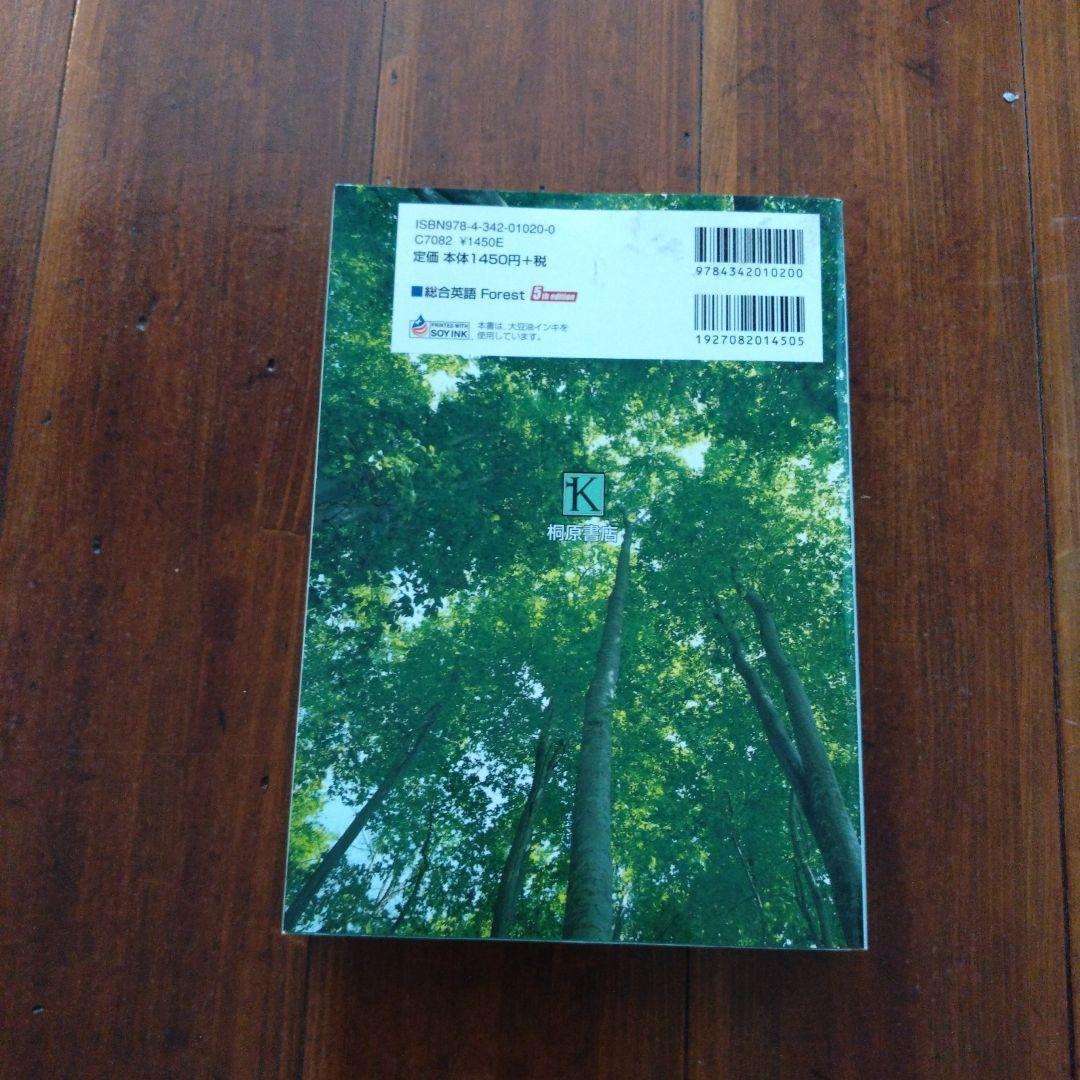 ISBN978-4-342-01020-0
C7082 ¥1450E
定価 本体1450円+税
■総合英語 Forest 5th edition
PRINTED WITH
SOY INK
本書は、大豆油インキを
使用しています。
9784342010200
1927082014505
K
桐原書店